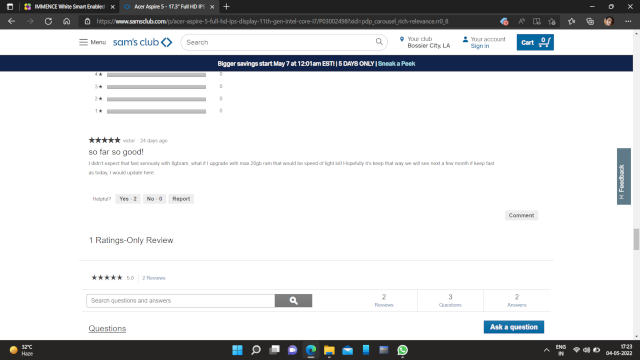 IMMENCE White Smart Enabled
Acer Aspire 5 - 17.3" Full HD IPS
https://www.samsclub.com/p/acer-aspire-5-full-hd-ips-display-11th-gen-intel-core-i7/P03002498?xid=pdp_carousel_rich-relevance.rr0_8
Menu
sam's club
Search
Your club
Bossier City, LA
Your account
Sign in
Cart 0
Bigger savings start May 7 at 12:01am EST! | 5 DAYS ONLY | Sneak a Peek
4★ 0
3★ 0
2★ 0
1★ 0
★★★★★ victor · 24 days ago
so far so good!
I didn't expect that fast seriously with 8gbram. what if I upgrade with max 20gb ram that would be speed of light lol! Hopefully it's keep that way we will see next a few month if keep fast
as today, I would update here.
Helpful? Yes · 2 No · 0 Report
Comment
1 Ratings-Only Review
★★★★★ 5.0 | 2 Reviews
Search questions and answers
2
Reviews
3
Questions
2
Answers
Questions
Ask a question
Feedback
32°C
Haze
ENG
IN
17:23
04-05-2022